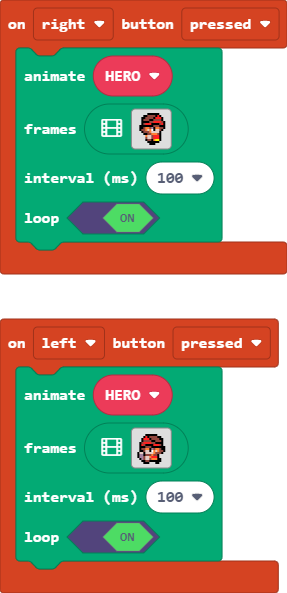 on right button pressed
animate HERO
frames
interval (ms) 100
loop ON
on left button pressed
animate HERO
frames
interval (ms) 100
loop ON